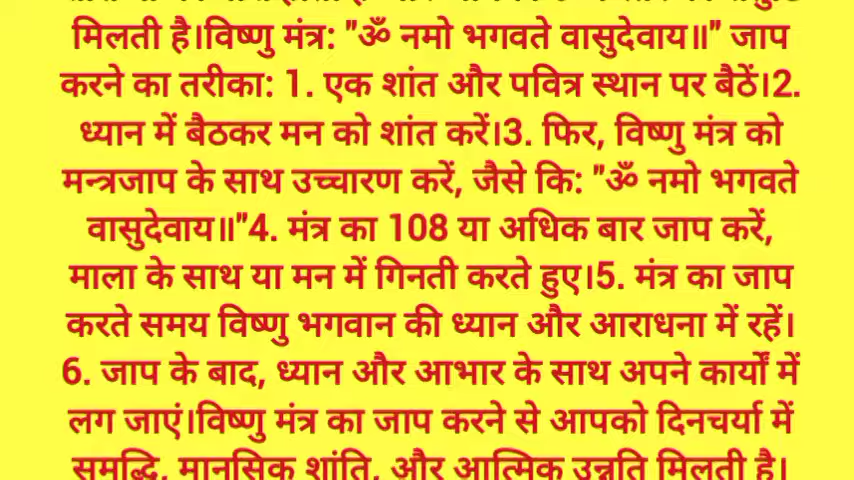 मिलती है।विष्णु मंत्र: "ॐ नमो भगवते वासुदेवाय॥" जाप
करने का तरीका: 1. एक शांत और पवित्र स्थान पर बैठें।2.
ध्यान में बैठकर मन को शांत करें।3. फिर, विष्णु मंत्र को
मन्त्रजाप के साथ उच्चारण करें, जैसे कि: "ॐ नमो भगवते
वासुदेवाय॥"4. मंत्र का 108 या अधिक बार जाप करें,
माला के साथ या मन में गिनती करते हुए।5. मंत्र का जाप
करते समय विष्णु भगवान की ध्यान और आराधना में रहें।
6. जाप के बाद, ध्यान और आभार के साथ अपने कार्यों में
लग जाएं।विष्णु मंत्र का जाप करने से आपको दिनचर्या में
समृद्धि, मानसिक शांति, और आत्मिक उन्नति मिलती है।